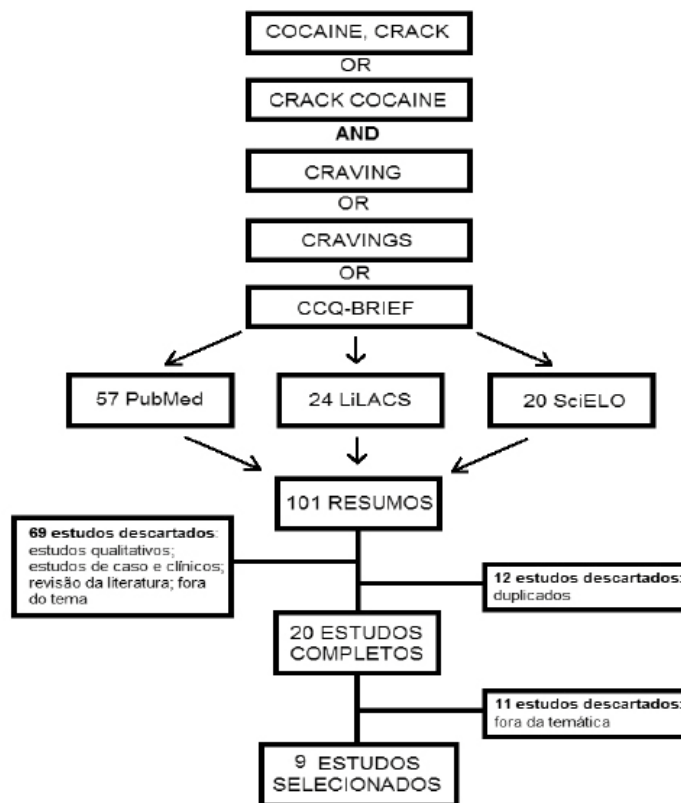 COCAINE, CRACK
OR
CRACK COCAINE
AND
CRAVING
OR
CRAVINGS
OR
CCQ-BRIEF
57 PubMed
24 LiLACS
20 SciELO
101 RESUMOS
69 estudos descartados:
estudos qualitativos;
estudos de caso e clínicos;
revisão da literatura; fora
do tema
12 estudos descartados:
duplicados
20 ESTUDOS
COMPLETOS
11 estudos descartados:
fora da temática
9 ESTUDOS
SELECIONADOS